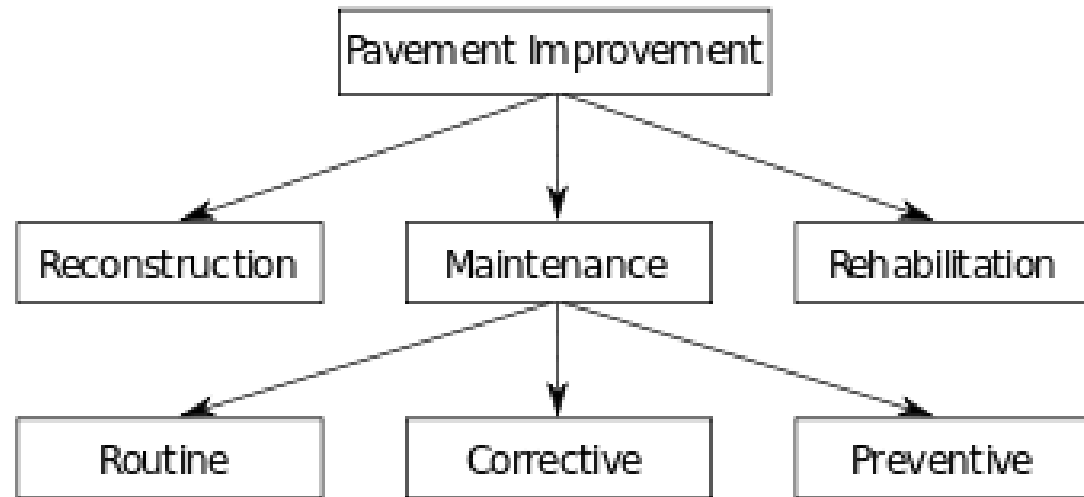 Pavement Improvement
Reconstruction
Maintenance
Rehabilitation
Routine
Corrective
Preventive